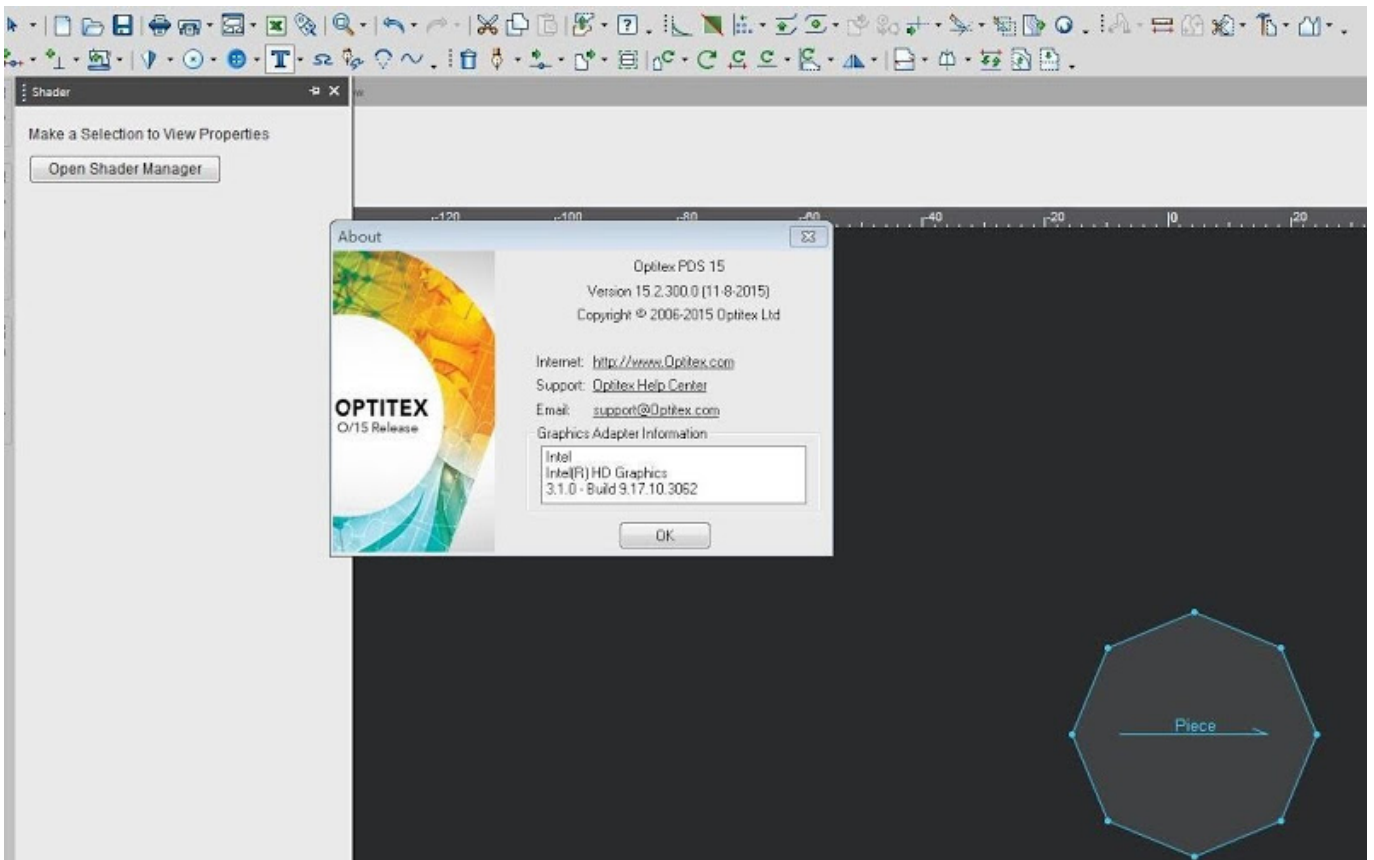 Shader
Make a Selection to View Properties
Open Shader Manager
-120 -100 -80 -60 -40 -20 0 20
About
Optitex PDS 15
Version 15.2.300.0 (11-8-2015)
Copyright © 2006-2015 Optitex Ltd
Internet: http://www.Optitex.com
Support: Optitex Help Center
Email: support@Optitex.com
Graphics Adapter Information
Intel
Intel(R) HD Graphics
3.1.0 - Build 9.17.10.3062
OK
OPTITEX
O/15 Release
Piece